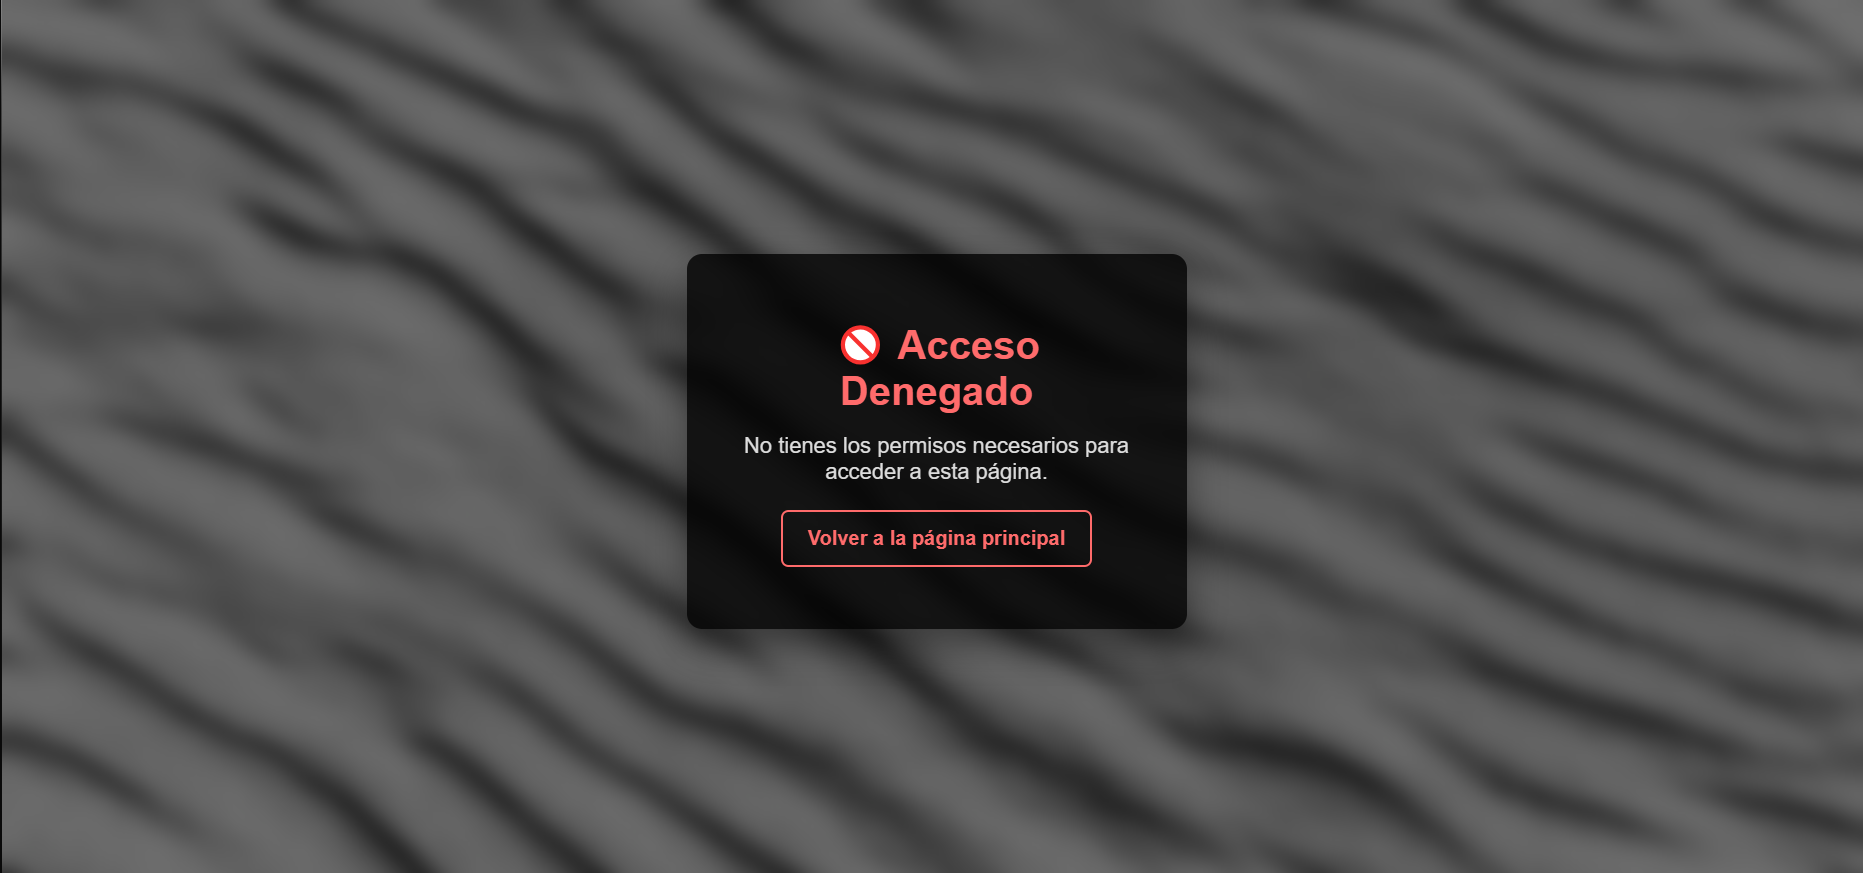 🚫 Acceso
Denegado
No tienes los permisos necesarios para
acceder a esta página.
Volver a la página principal